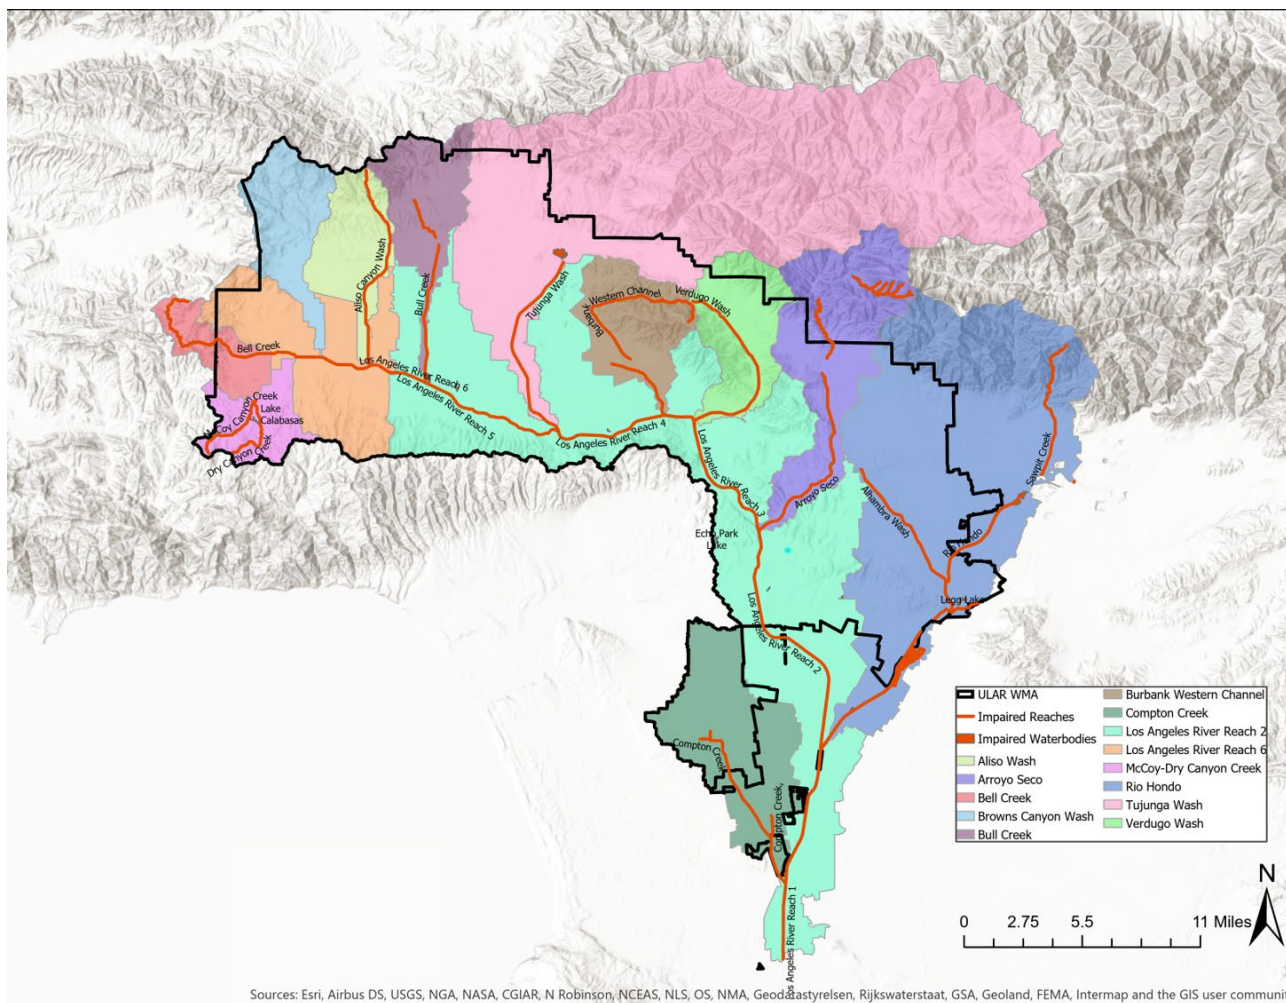 Aliso Canyon Wash
Bull Creek
Tujunga Wash
Burbank Western Channel
Verdugo Wash
Bell Creek
Los Angeles River Reach 6
Los Angeles River Reach 5
Los Angeles River Reach 4
McCoy Canyon Creek
Lake
Calabasas
Dry Canyon Creek
Los Angeles River Reach 3
Arroyo Seco
Alhambra Wash
Sawpit Creek
Rio Hondo
Echo Park
Lake
Legg Lake
Los Angeles River Reach 2
Compton Creek
Compton Creek,
Los Angeles River Reach 1
ULAR WMA
Impaired Reaches
Impaired Waterbodies
Aliso Wash
Arroyo Seco
Bell Creek
Browns Canyon Wash
Bull Creek
Burbank Western Channel
Compton Creek
Los Angeles River Reach 2
Los Angeles River Reach 6
McCoy-Dry Canyon Creek
Rio Hondo
Tujunga Wash
Verdugo Wash
N
0 2.75 5.5 11 Miles
Sources: Esri, Airbus DS, USGS, NGA, NASA, CGIAR, N Robinson, NCEAS, NLS, OS, NMA, Geodatastyrelsen, Rijkswaterstaat, GSA, Geoland, FEMA, Intermap and the GIS user commun